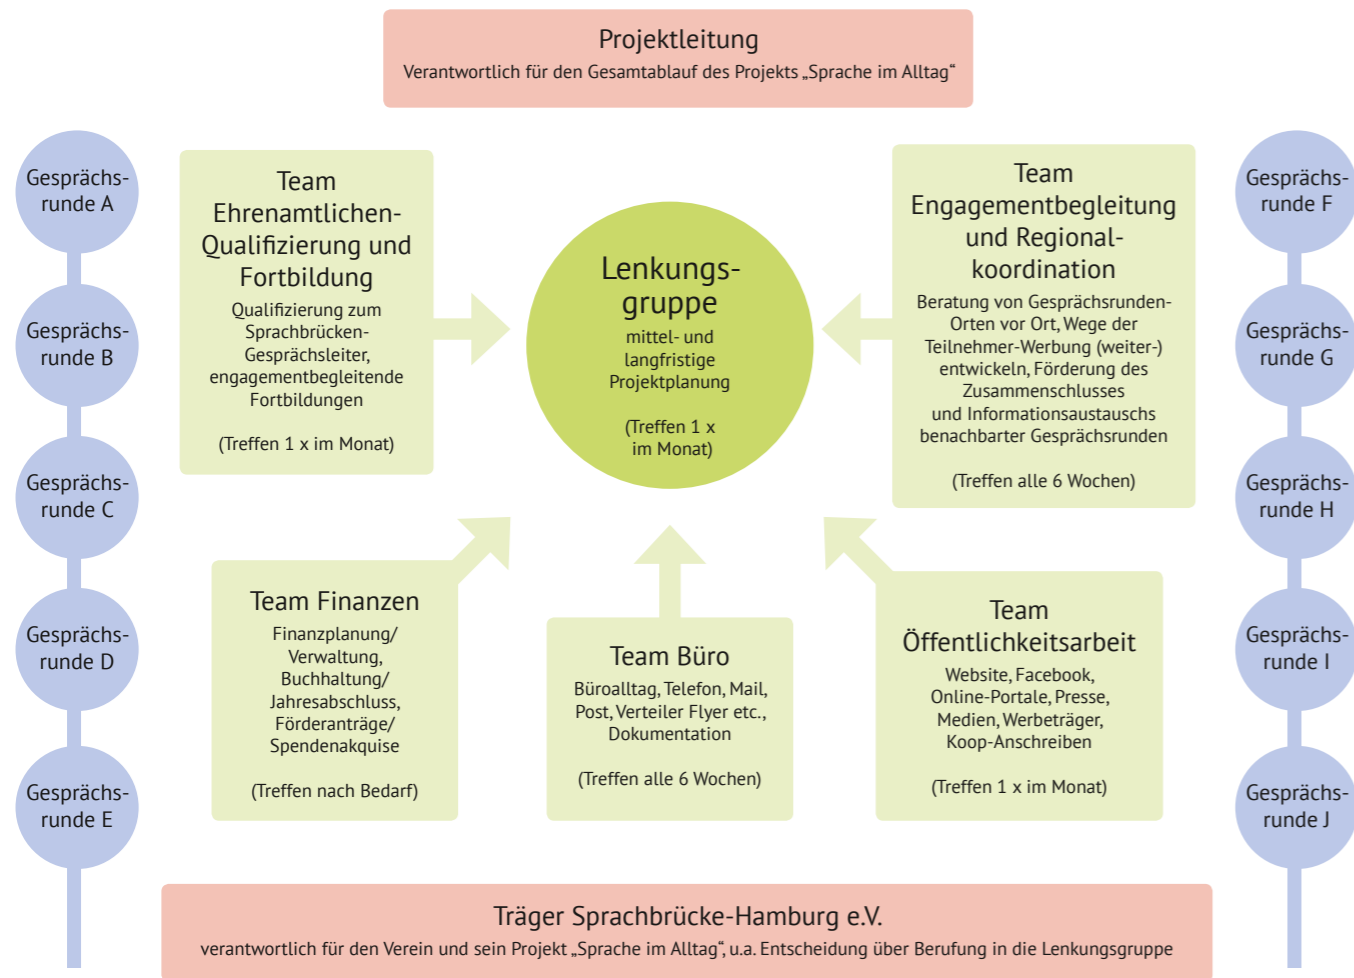 Projektleitung
Verantwortlich für den Gesamtablauf des Projekts „Sprache im Alltag“
Gesprächs-
runde A
Gesprächs-
runde B
Gesprächs-
runde C
Gesprächs-
runde D
Gesprächs-
runde E
Team
Ehrenamtlichen-
Qualifizierung und
Fortbildung
Qualifizierung zum
Sprachbrücken-
Gesprächsleiter,
engagementbegleitende
Fortbildungen
(Treffen 1 x im Monat)
Lenkungs-
gruppe
mittel- und
langfristige
Projektplanung
(Treffen 1 x
im Monat)
Team
Engagementbegleitung
und Regional-
koordination
Beratung von Gesprächsrunden-
Orten vor Ort, Wege der
Teilnehmer-Werbung (weiter-)
entwickeln, Förderung des
Zusammenschlusses
und Informationsaustauschs
benachbarter Gesprächsrunden
(Treffen alle 6 Wochen)
Team Finanzen
Finanzplanung/
Verwaltung,
Buchhaltung/
Jahresabschluss,
Förderanträge/
Spendenakquise
(Treffen nach Bedarf)
Team Büro
Büroalltag, Telefon, Mail,
Post, Verteiler Flyer etc.,
Dokumentation
(Treffen alle 6 Wochen)
Team
Öffentlichkeitsarbeit
Website, Facebook,
Online-Portale, Presse,
Medien, Werbeträger,
Koop-Anschreiben
(Treffen 1 x im Monat)
Gesprächs-
runde F
Gesprächs-
runde G
Gesprächs-
runde H
Gesprächs-
runde I
Gesprächs-
runde J
Träger Sprachbrücke-Hamburg e.V.
verantwortlich für den Verein und sein Projekt „Sprache im Alltag“, u.a. Entscheidung über Berufung in die Lenkungsgruppe